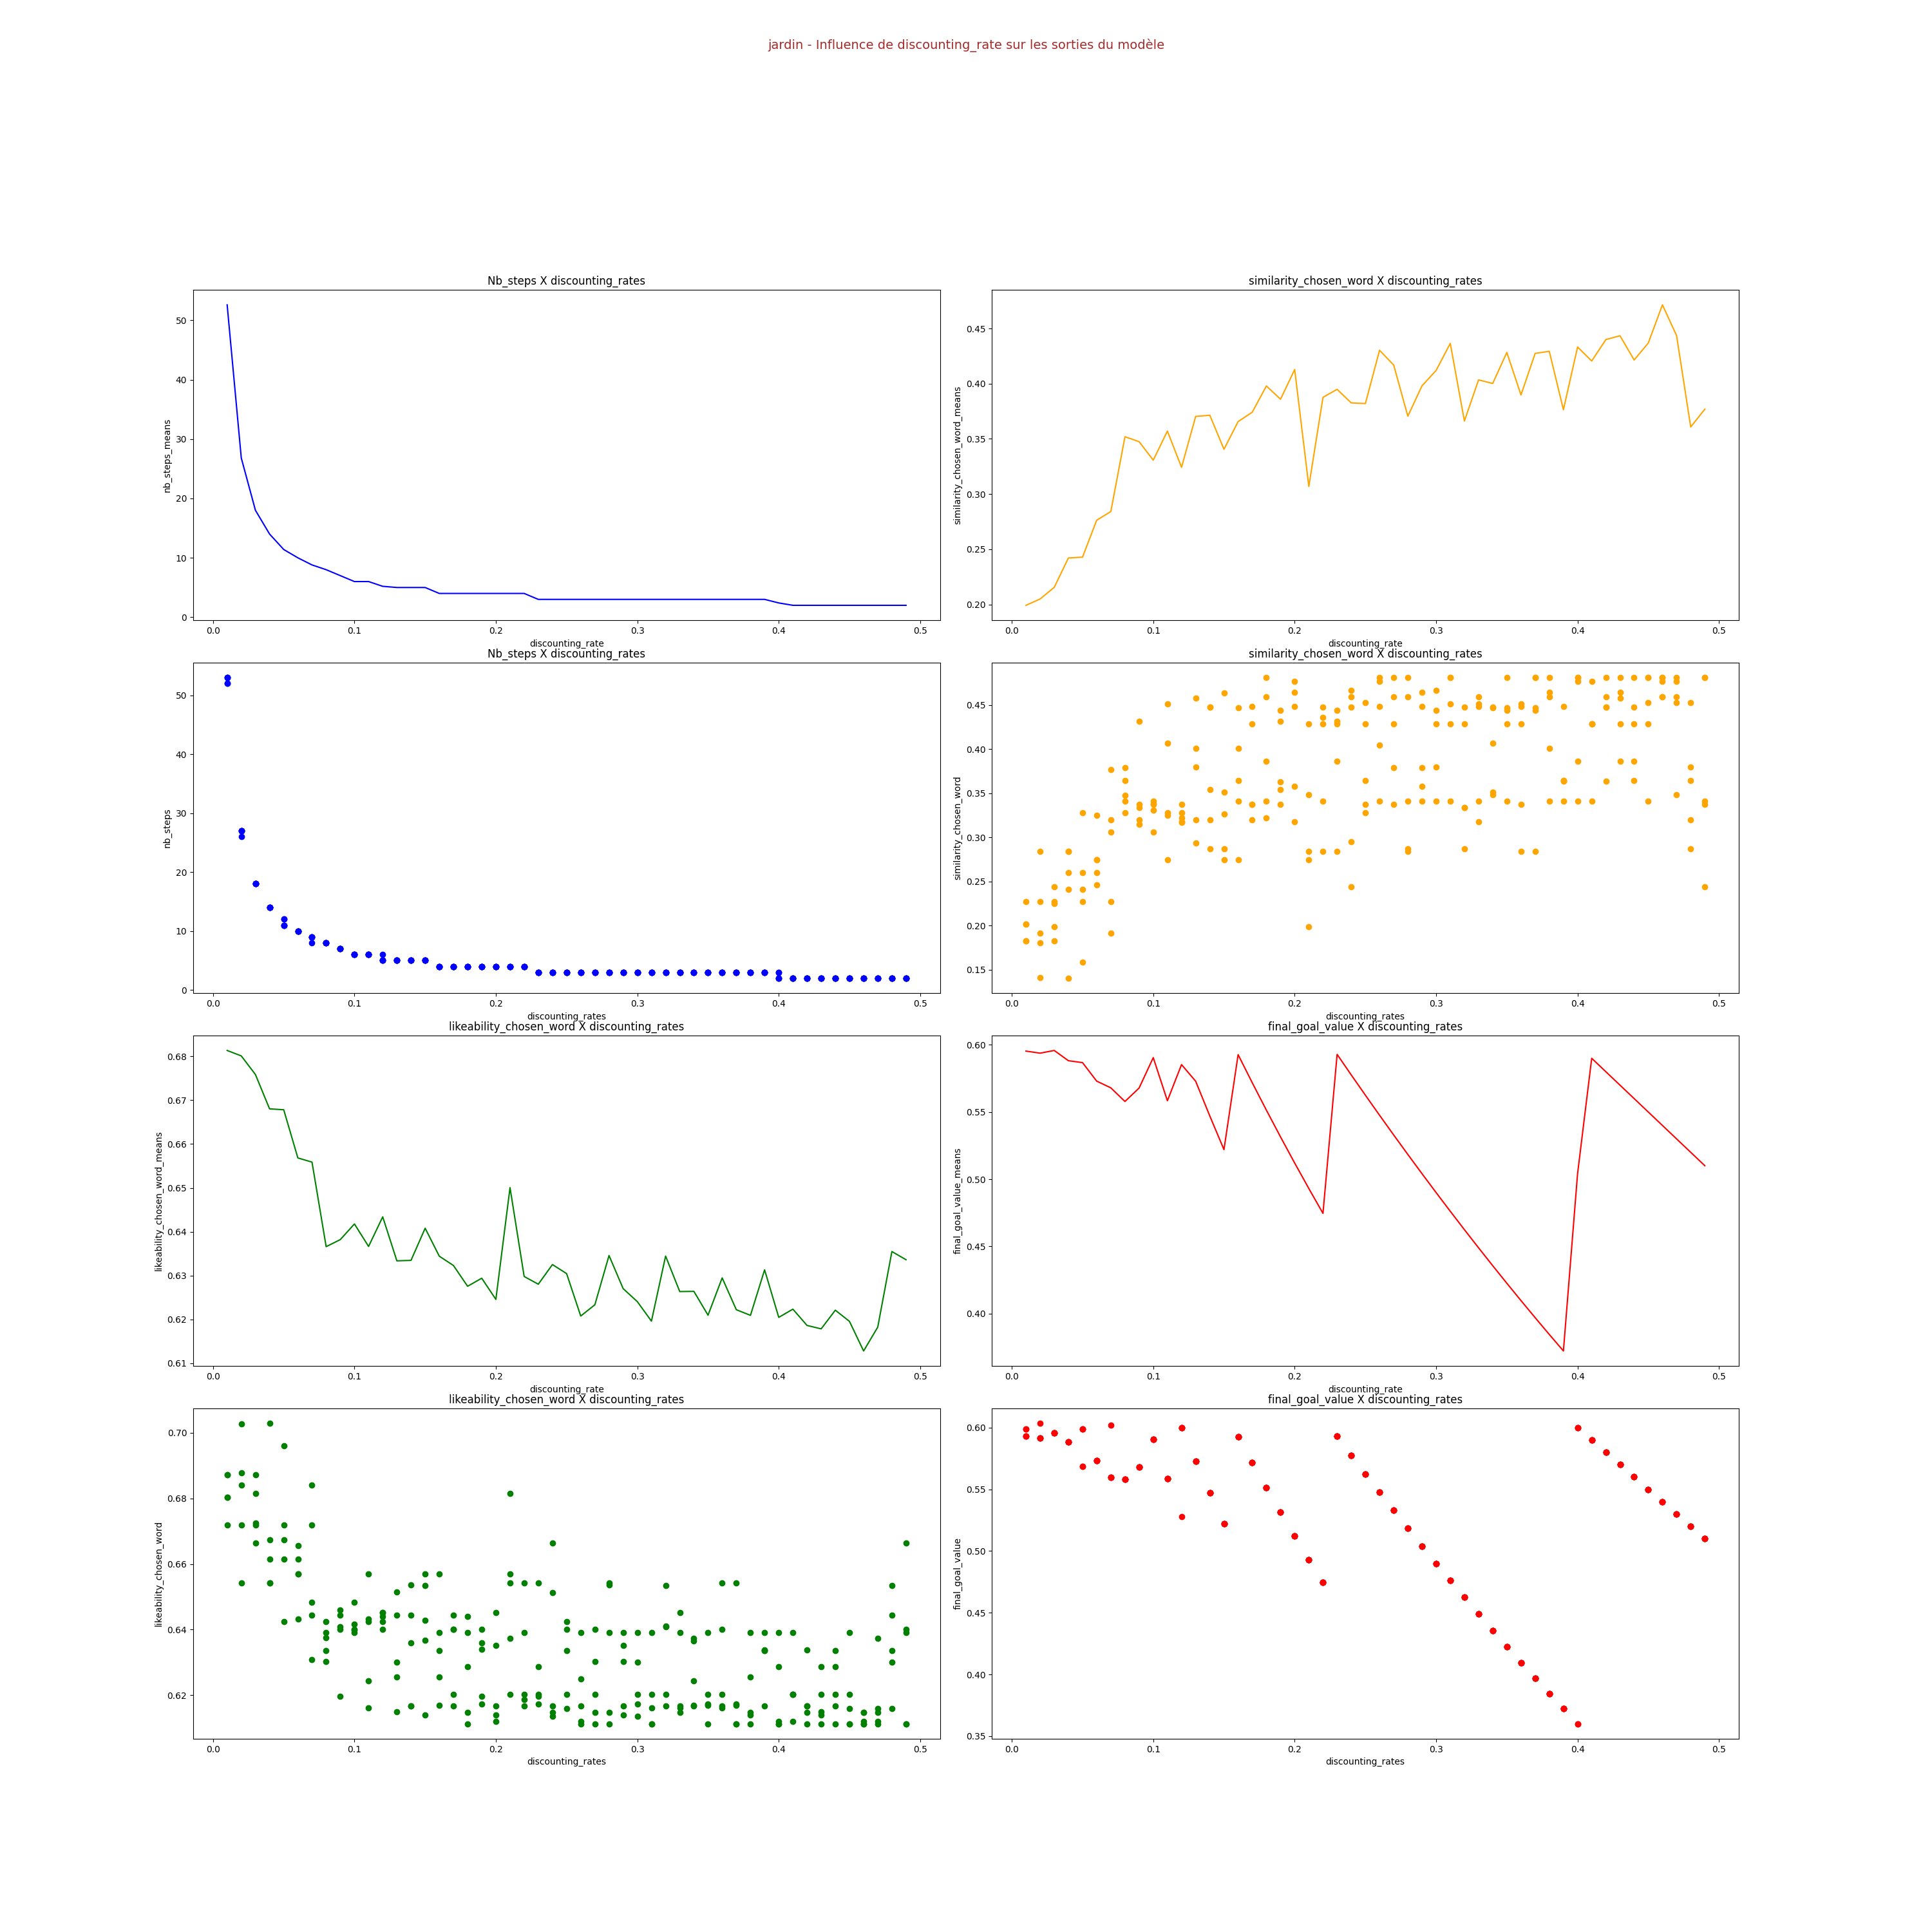 jardin - Influence de discounting_rate sur les sorties du modèle
Nb_steps X discounting_rates
nb_steps_means
50
40
30
20
10
0
0.0 0.1 0.2 0.3 0.4 0.5
discounting_rate
similarity_chosen_word X discounting_rates
similarity_chosen_word_means
0.45
0.40
0.35
0.30
0.25
0.20
0.0 0.1 0.2 0.3 0.4 0.5
discounting_rate
Nb_steps X discounting_rates
nb_steps
50
40
30
20
10
0
0.0 0.1 0.2 0.3 0.4 0.5
discounting_rates
similarity_chosen_word X discounting_rates
similarity_chosen_word
0.45
0.40
0.35
0.30
0.25
0.20
0.15
0.0 0.1 0.2 0.3 0.4 0.5
discounting_rates
likeability_chosen_word X discounting_rates
likeability_chosen_word_means
0.68
0.67
0.66
0.65
0.64
0.63
0.62
0.61
0.0 0.1 0.2 0.3 0.4 0.5
discounting_rate
final_goal_value X discounting_rates
final_goal_value_means
0.60
0.55
0.50
0.45
0.40
0.0 0.1 0.2 0.3 0.4 0.5
discounting_rate
likeability_chosen_word X discounting_rates
likeability_chosen_word
0.70
0.68
0.66
0.64
0.62
0.0 0.1 0.2 0.3 0.4 0.5
discounting_rates
final_goal_value X discounting_rates
final_goal_value
0.60
0.55
0.50
0.45
0.40
0.35
0.0 0.1 0.2 0.3 0.4 0.5
discounting_rates